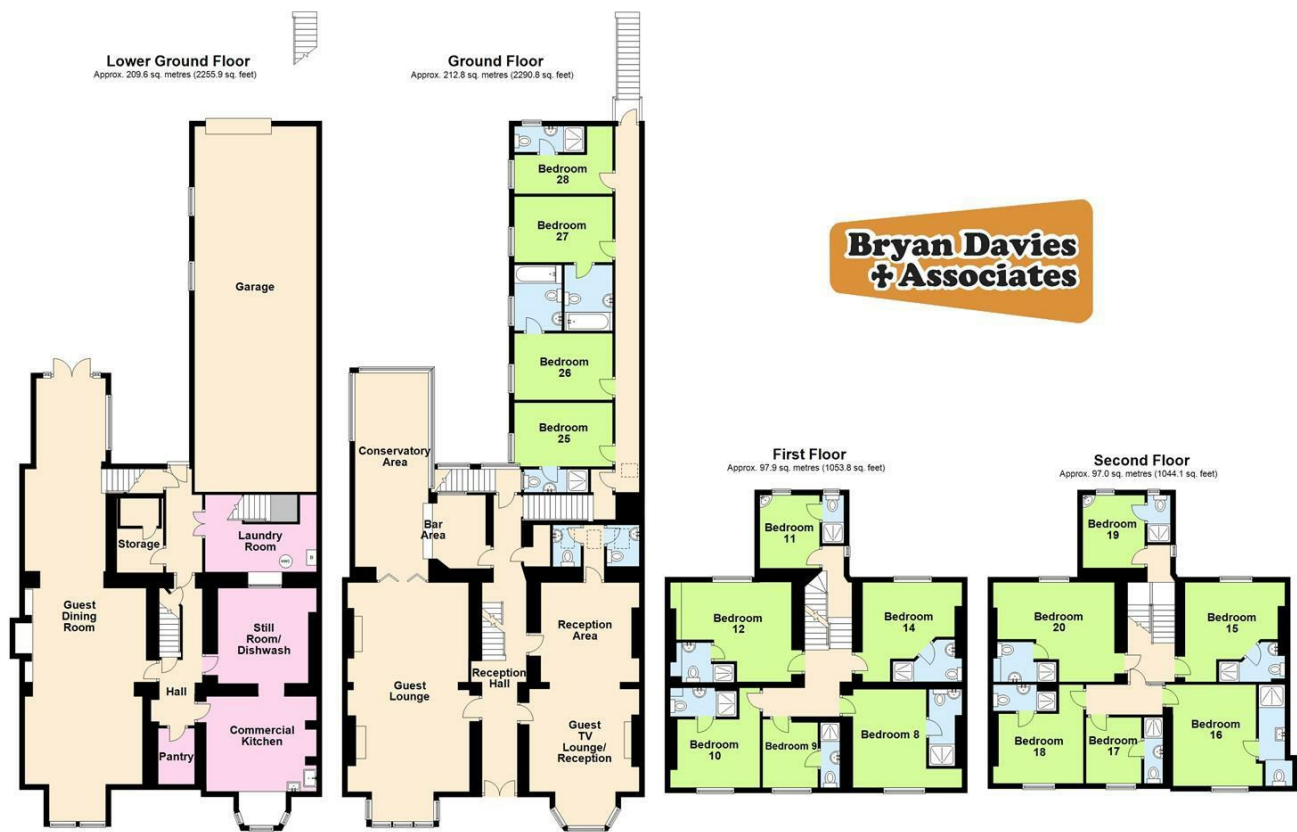 Lower Ground Floor
Approx. 209.6 sq. metres (2255.9 sq. feet)
Garage
Storage
Laundry
Room
Guest
Dining
Room
Still
Room/
Dishwash
Hall
Commercial
Kitchen
Pantry
Ground Floor
Approx. 212.8 sq. metres (2290.8 sq. feet)
Bedroom
28
Bedroom
27
Bedroom
26
Bedroom
25
Conservatory
Area
Bar
Area
Reception
Area
Reception
Hall
Guest
Lounge
Guest
TV
Lounge/
Reception
Bryan Davies
+ Associates
First Floor
Approx. 97.9 sq. metres (1053.8 sq. feet)
Bedroom
11
Bedroom
12
Bedroom
14
Bedroom
10
Bedroom 9
Bedroom 8
Second Floor
Approx. 97.0 sq. metres (1044.1 sq. feet)
Bedroom
19
Bedroom
20
Bedroom
15
Bedroom
18
Bedroom
17
Bedroom
16